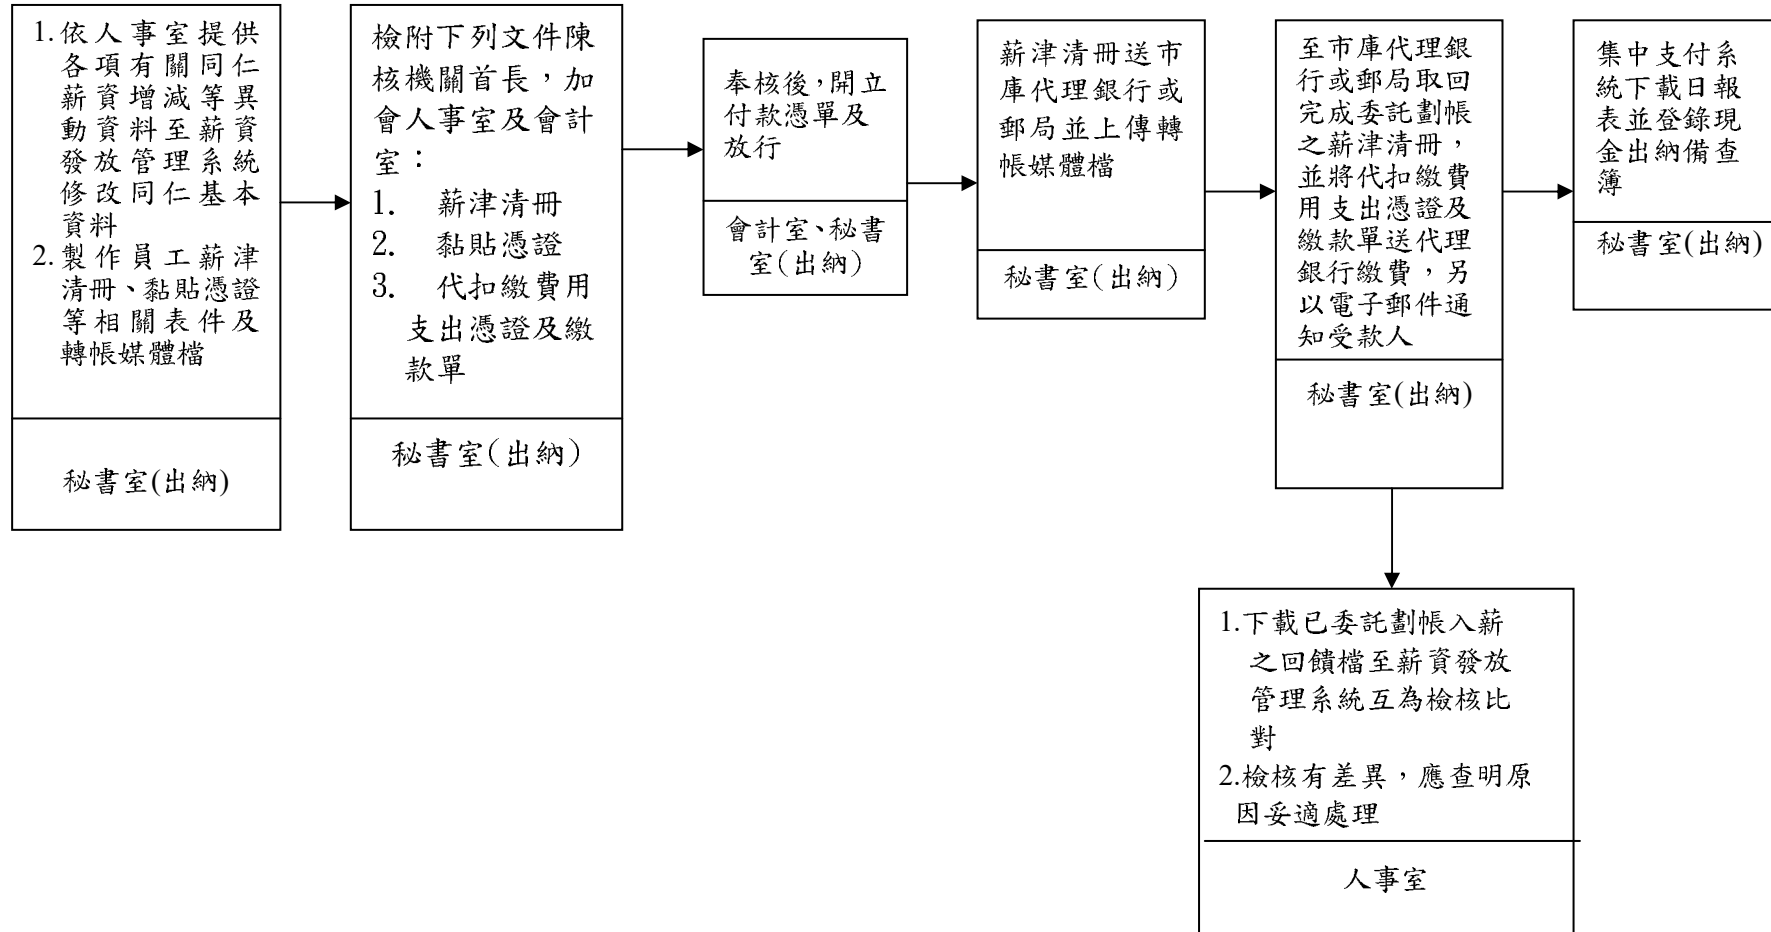 1. 依人事室提供
各項有關同仁
薪資增減等異
動資料至薪資
發放管理系統
修改同仁基本
資料
2. 製作員工薪津
清冊、黏貼憑證
等相關表件及
轉帳媒體檔
秘書室(出納)
檢附下列文件陳
核機關首長，加
會人事室及會計
室：
1. 薪津清冊
2. 黏貼憑證
3. 代扣繳費用
支出憑證及繳
款單
秘書室(出納)
奉核後，開立
付款憑單及
放行
會計室、秘書
室(出納)
薪津清冊送市
庫代理銀行或
郵局並上傳轉
帳媒體檔
秘書室(出納)
至市庫代理銀
行或郵局取回
完成委託劃帳
之薪津清冊，
並將代扣繳費
用支出憑證及
繳款單送代理
銀行繳費，另
以電子郵件通
知受款人
秘書室(出納)
集中支付系
統下載日報
表並登錄現
金出納備查
簿
秘書室(出納)
1.下載已委託劃帳入薪
之回饋檔至薪資發放
管理系統互為檢核比
對
2.檢核有差異，應查明原
因妥適處理
人事室